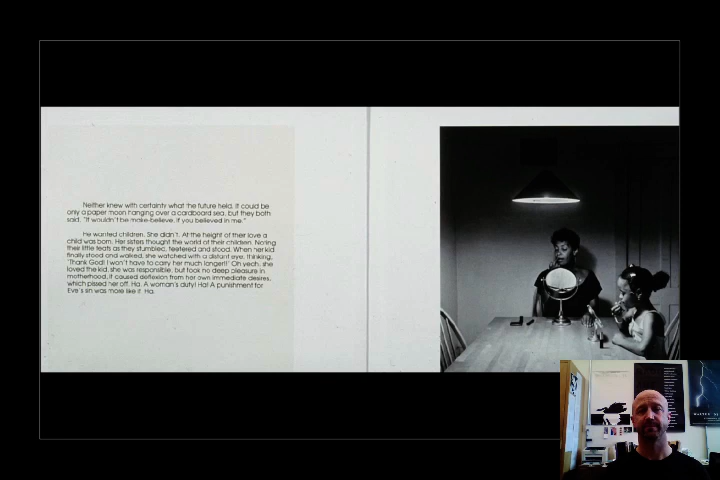 Neither knew with certainty what the future held. It could be
only a paper moon hanging over a cardboard sea, but they both
said, "It wouldn't be make-believe, if you believed in me."
He wanted children. She didn't. At the height of their love a
child was born. Her sisters thought the world of their children. Noting
their little feats as they stumbled, teetered and stood. When her kid
finally stood and walked, she watched with a distant eye, thinking,
"Thank God! I won't have to carry her much longer!!" Oh yeah, she
loved the kid, she was responsible, but took no deep pleasure in
motherhood, it caused deflexion from her own immediate desires,
which pissed her off. Ha. A woman's duty! Ha! A punishment for
Eve's sin was more like it. Ha.